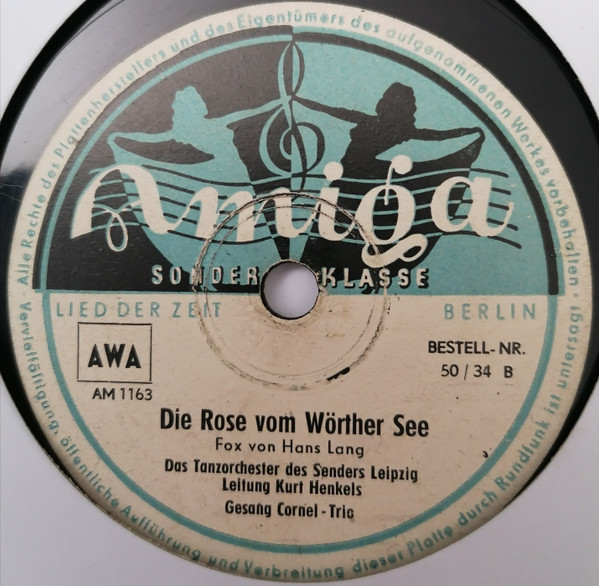 Alle Rechte des Plattenherstellers und des Eigentümers des aufgenommenen Werkes vorbehalten ·
Vervielfältigung, öffentliche Aufführung und Verbreitung dieser Platte durch Rundfunk ist untersagt ·
Amiga
SONDER KLASSE
LIED DER ZEIT BERLIN
AWA
AM 1163
BESTELL-NR.
50 / 34 B
Die Rose vom Wörther See
Fox von Hans Lang
Das Tanzorchester des Senders Leipzig
Leitung Kurt Henkels
Gesang Cornel-Trio